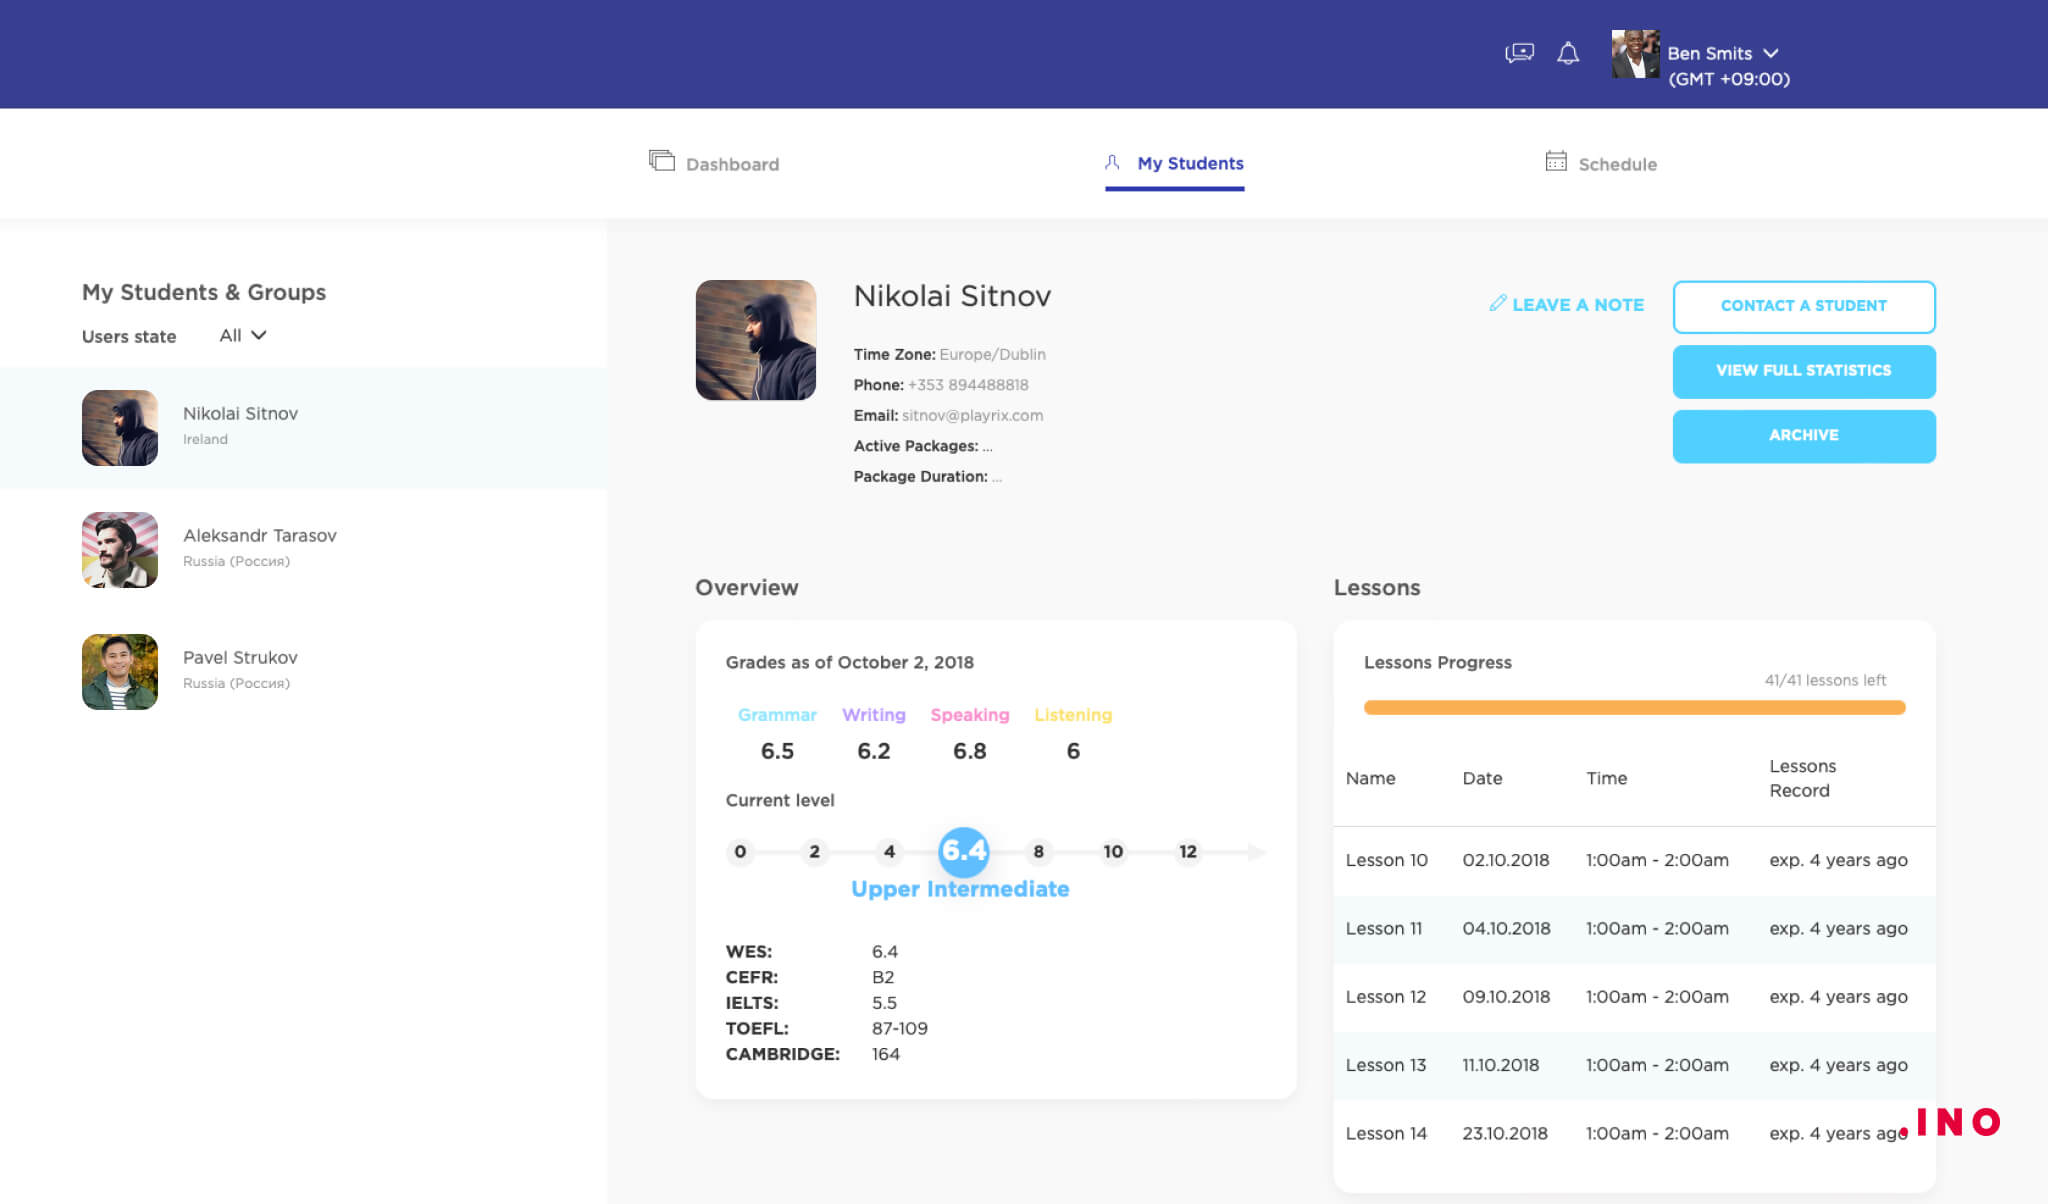 Ben Smits
(GMT +09:00)
Dashboard
My Students
Schedule
My Students & Groups
Users state All
Nikolai Sitnov
Ireland
Aleksandr Tarasov
Russia (Россия)
Pavel Strukov
Russia (Россия)
Nikolai Sitnov
Time Zone: Europe/Dublin
Phone: +353 894488818
Email: sitnov@playrix.com
Active Packages: ...
Package Duration: ...
LEAVE A NOTE
CONTACT A STUDENT
VIEW FULL STATISTICS
ARCHIVE
Overview
Grades as of October 2, 2018
Grammar Writing Speaking Listening
6.5 6.2 6.8 6
Current level
0 2 4 6.4 8 10 12
Upper Intermediate
WES: 6.4
CEFR: B2
IELTS: 5.5
TOEFL: 87-109
CAMBRIDGE: 164
Lessons
Lessons Progress
41/41 lessons left
Name Date Time Lessons Record
Lesson 10 02.10.2018 1:00am - 2:00am exp. 4 years ago
Lesson 11 04.10.2018 1:00am - 2:00am exp. 4 years ago
Lesson 12 09.10.2018 1:00am - 2:00am exp. 4 years ago
Lesson 13 11.10.2018 1:00am - 2:00am exp. 4 years ago
Lesson 14 23.10.2018 1:00am - 2:00am exp. 4 years ago
.INO